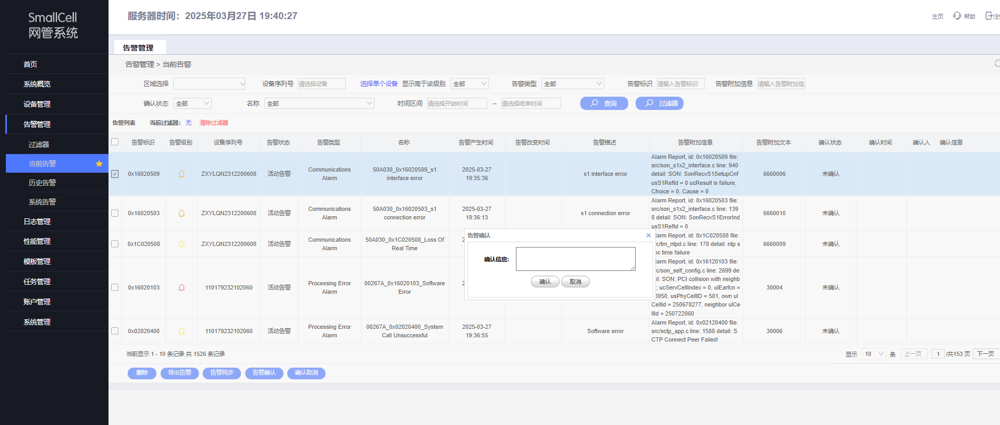 SmallCell
网管系统
服务器时间：2025年03月27日 19:40:27
主页
帮助
首页
系统概览
设备管理
告警管理
过滤器
当前告警
历史告警
系统告警
日志管理
性能管理
模板管理
任务管理
账户管理
系统管理
告警管理
告警管理 > 当前告警
区域选择
设备序列号 请选择设备 选择单个设备
显示高于该级别 全部
告警类型 全部
告警标识 请输入告警标识
告警附加信息 请输入告警附加信息
确认状态 全部
名称 全部
时间区间 请选择开始时间 -- 请选择结束时间
查询
过滤器
告警列表 当前过滤器： 无 清除过滤器
告警标识 告警级别 设备序列号 告警状态 告警类型 名称 告警产生时间 告警改变时间 告警描述 告警附加信息 告警附加文本 确认状态 确认时间 确认人 确认信息
0x16020509
ZXYLQN2312200608
活动告警
Communications
Alarm
50A030_0x16020509_s1
interface error
2025-03-27
19:35:36
s1 interface error
Alarm Report, id: 0x16020509 file:
src/son_s1x2_interface.c line: 940
detail: SON: SonRecvS1SetupCnf
usS1RefId = 0 ucResult is failure,
Choice = 0, Cause = 0
6660006
未确认
0x16020503
ZXYLQN2312200608
活动告警
Communications
Alarm
50A030_0x16020503_s1
connection error
2025-03-27
19:36:13
s1 connection error
Alarm Report, id: 0x16020503 file:
src/son_s1x2_interface.c line: 139
8 detail: SON: SonRecvS1ErrorInd
usS1RefId = 0
6660010
未确认
0x1C020508
ZXYLQN2312200608
活动告警
Communications
Alarm
50A030_0x1C020508_Loss Of
Real Time
2
larm Report, id: 0x1C020508 file:
rc/tm_ntpd.c line: 178 detail: ntp s
nc time failure
6660009
未确认
0x16020103
110179232102060
活动告警
Processing Error
Alarm
00267A_0x16020103_Software
Error
2
larm Report, id: 0x16120103 file:
rc/son_self_config.c line: 2699 de
il: SON: PCI collision with neighb
r, ucServCellIndex = 0, ulEarfcn =
8950, usPhyCellID = 501, own ul
CellId = 250678277, neighbor ulCe
llId = 250722060
30004
未确认
0x02020400
110179232102060
活动告警
Processing Error
Alarm
00267A_0x02020400_System
Call Unsuccessful
2025-03-27
19:36:55
Software error
Alarm Report, id: 0x02120400 file:
src/sctp_app.c line: 1588 detail: S
CTP Connect Peer Failed!
30006
未确认
告警确认
确认信息:
确认 取消
当前显示 1 - 10 条记录 共 1526 条记录
显示 10 条 上一页 1 /共153 页 下一页
删除 导出告警 告警同步 告警确认 确认取消